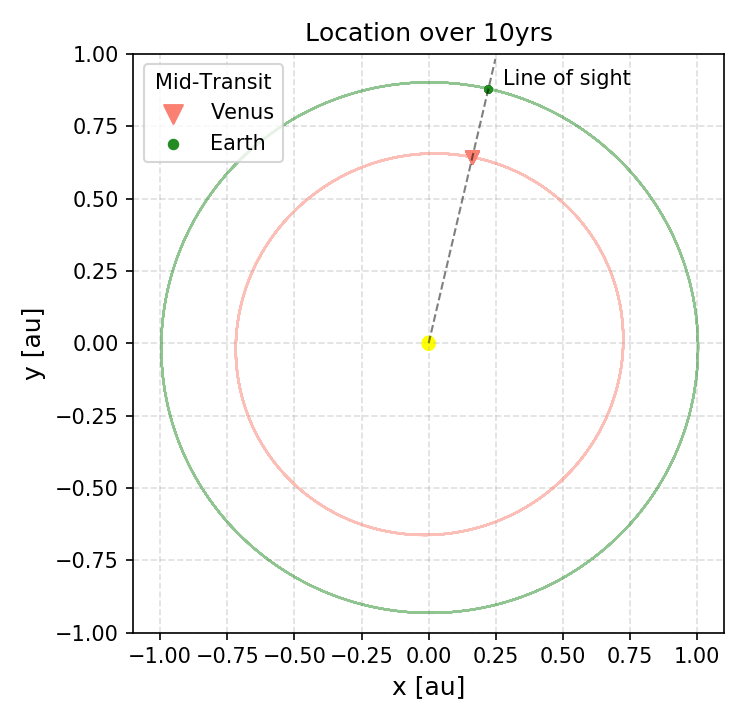 Location over 10yrs
Mid-Transit
Venus
Earth
Line of sight
1.00
0.75
0.50
0.25
0.00
−0.25
−0.50
−0.75
−1.00
y [au]
−1.00 −0.75 −0.50 −0.25 0.00 0.25 0.50 0.75 1.00
x [au]